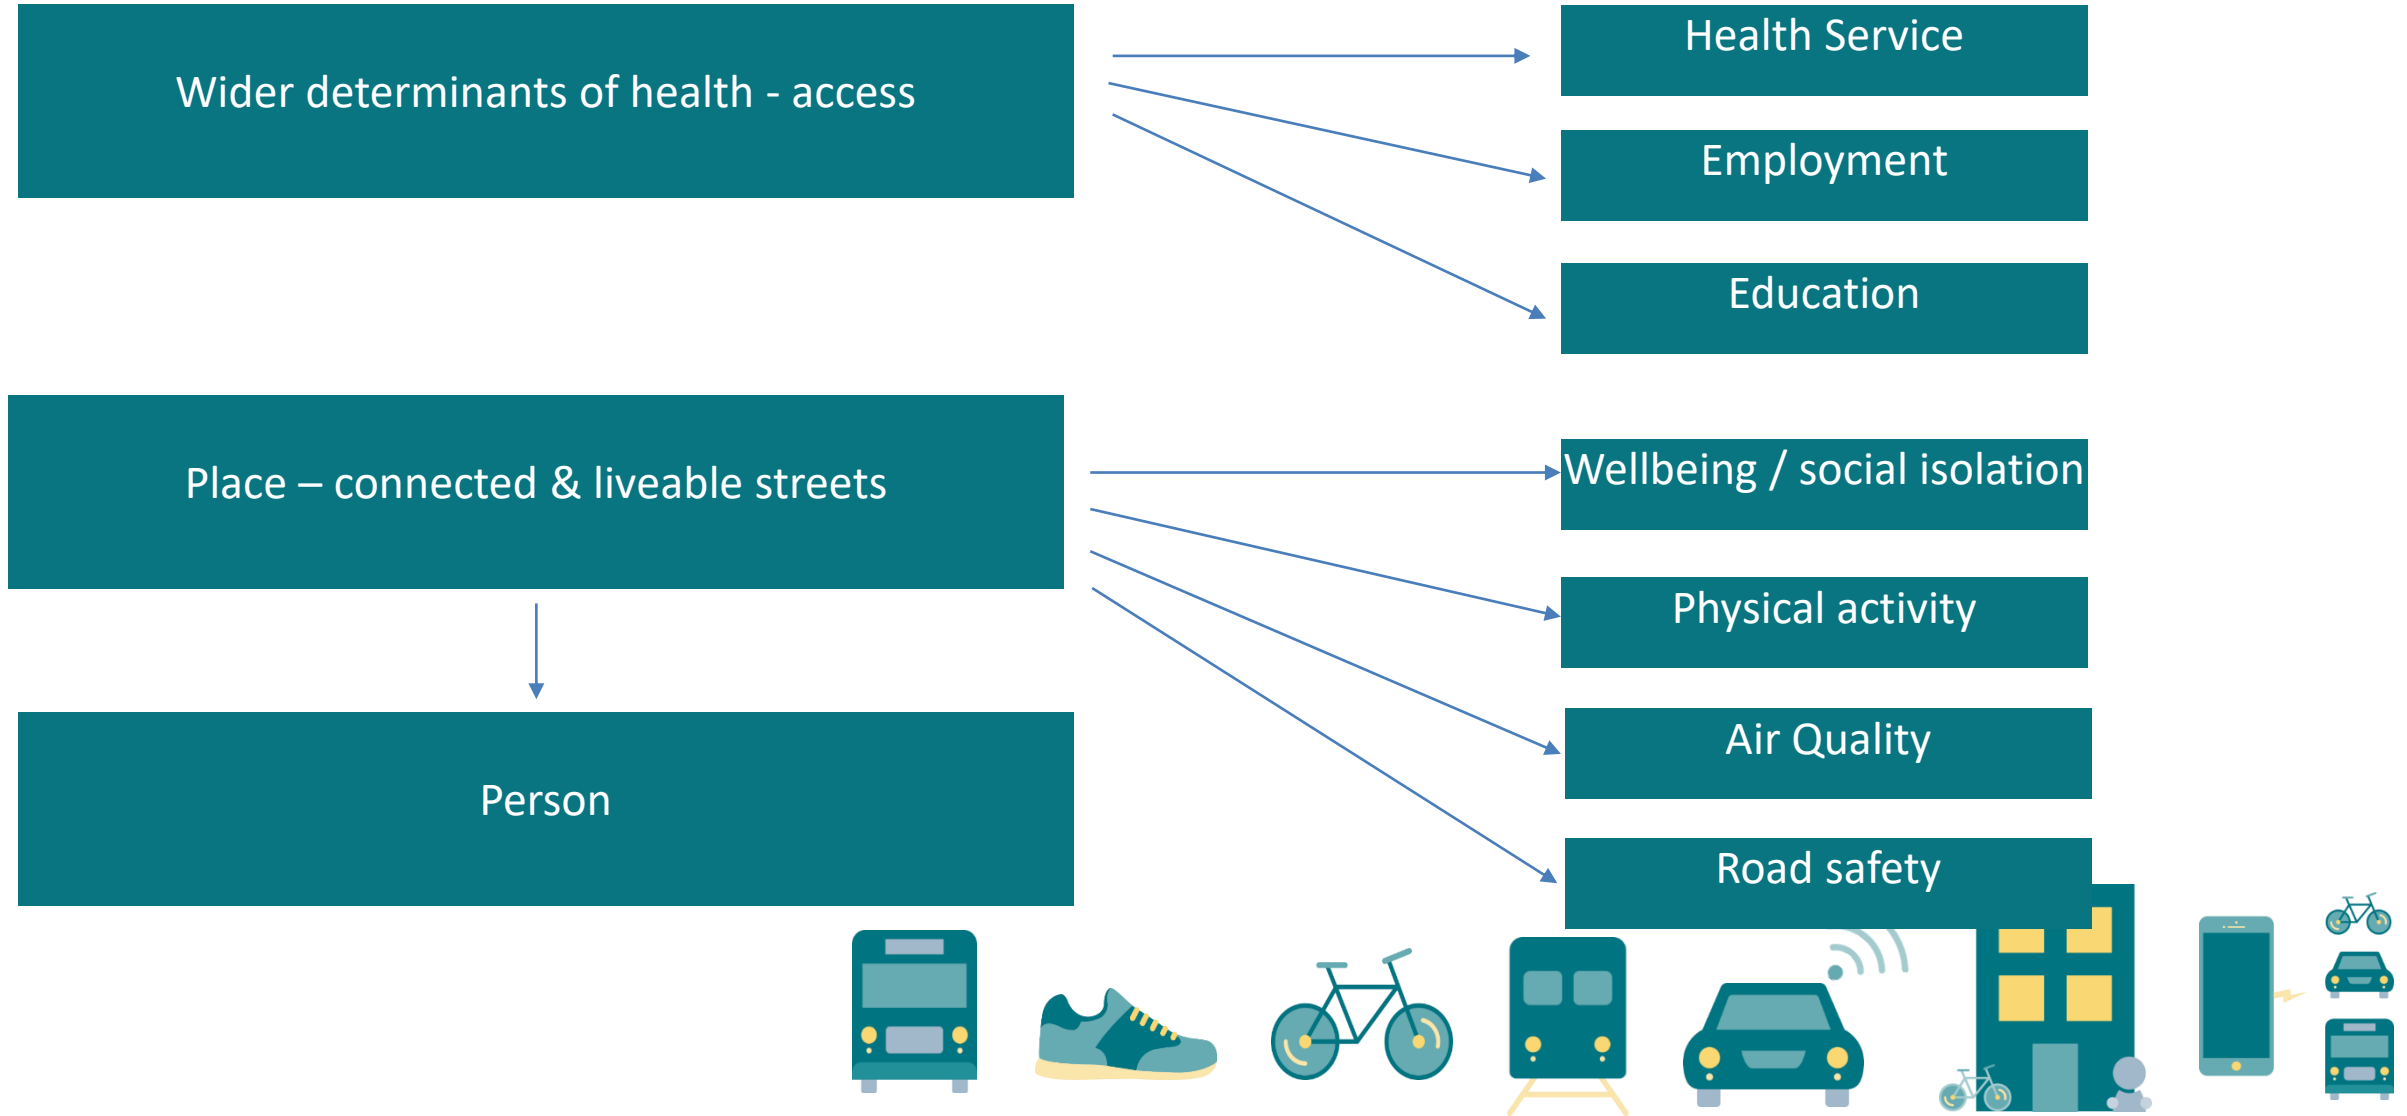 Wider determinants of health - access
Health Service
Employment
Education
Place – connected & liveable streets
Wellbeing / social isolation
Physical activity
Air Quality
Road safety
Person